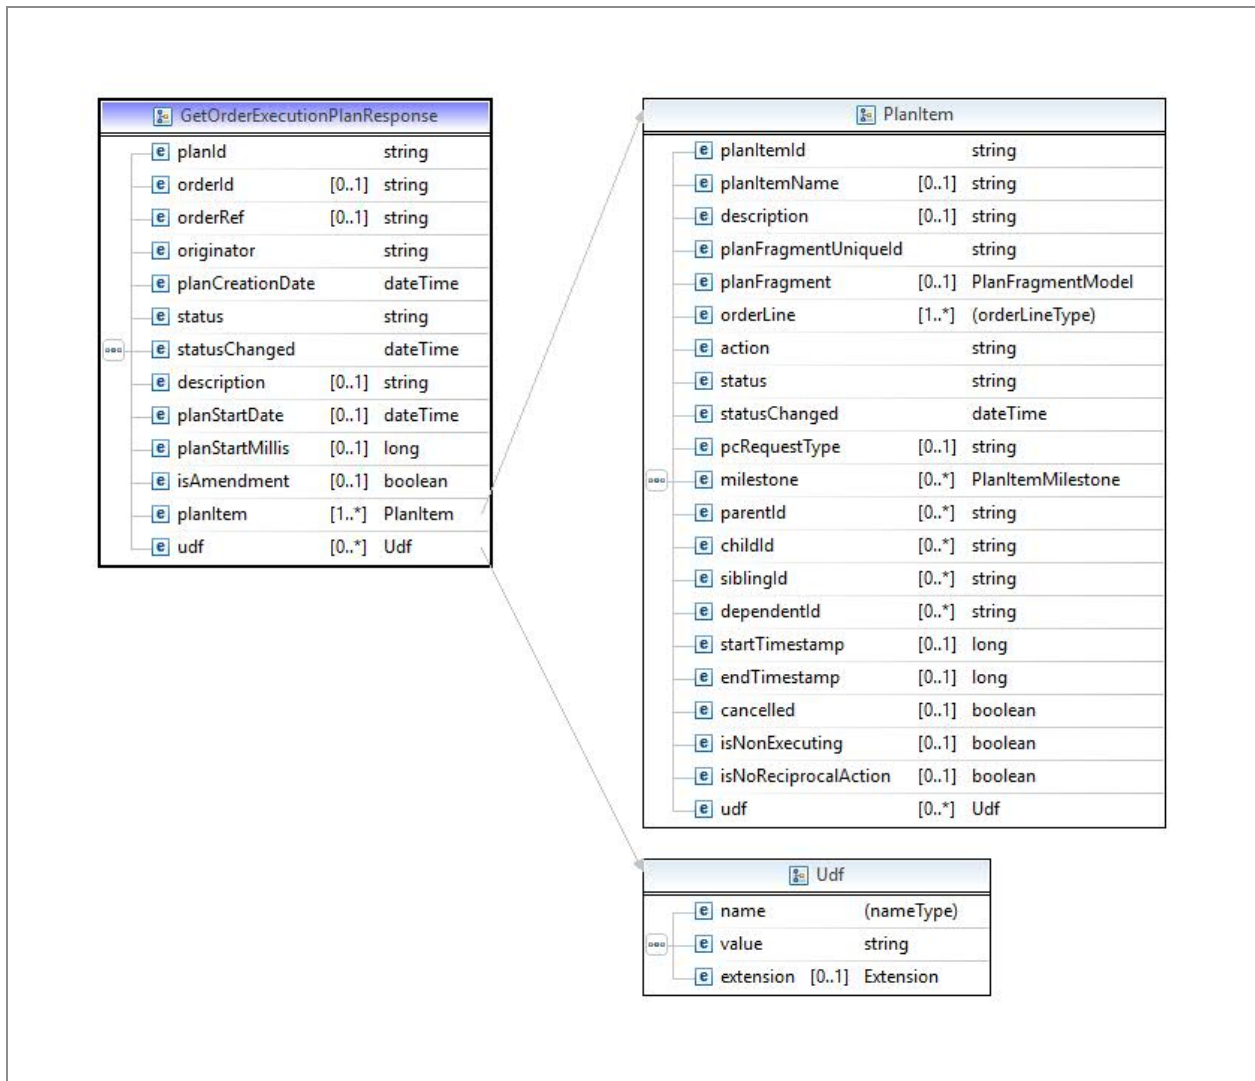 GetOrderExecutionPlanResponse
planId string
orderId [0..1] string
orderRef [0..1] string
originator string
planCreationDate dateTime
status string
statusChanged dateTime
description [0..1] string
planStartDate [0..1] dateTime
planStartMillis [0..1] long
isAmendment [0..1] boolean
planItem [1..*] PlanItem
udf [0..*] Udf
PlanItem
planItemId string
planItemName [0..1] string
description [0..1] string
planFragmentUniqueId string
planFragment [0..1] PlanFragmentModel
orderLine [1..*] (orderLineType)
action string
status string
statusChanged dateTime
pcRequestType [0..1] string
milestone [0..*] PlanItemMilestone
parentId [0..*] string
childId [0..*] string
siblingId [0..*] string
dependentId [0..*] string
startTimestamp [0..1] long
endTimestamp [0..1] long
cancelled [0..1] boolean
isNonExecuting [0..1] boolean
isNoReciprocalAction [0..1] boolean
udf [0..*] Udf
Udf
name (nameType)
value string
extension [0..1] Extension